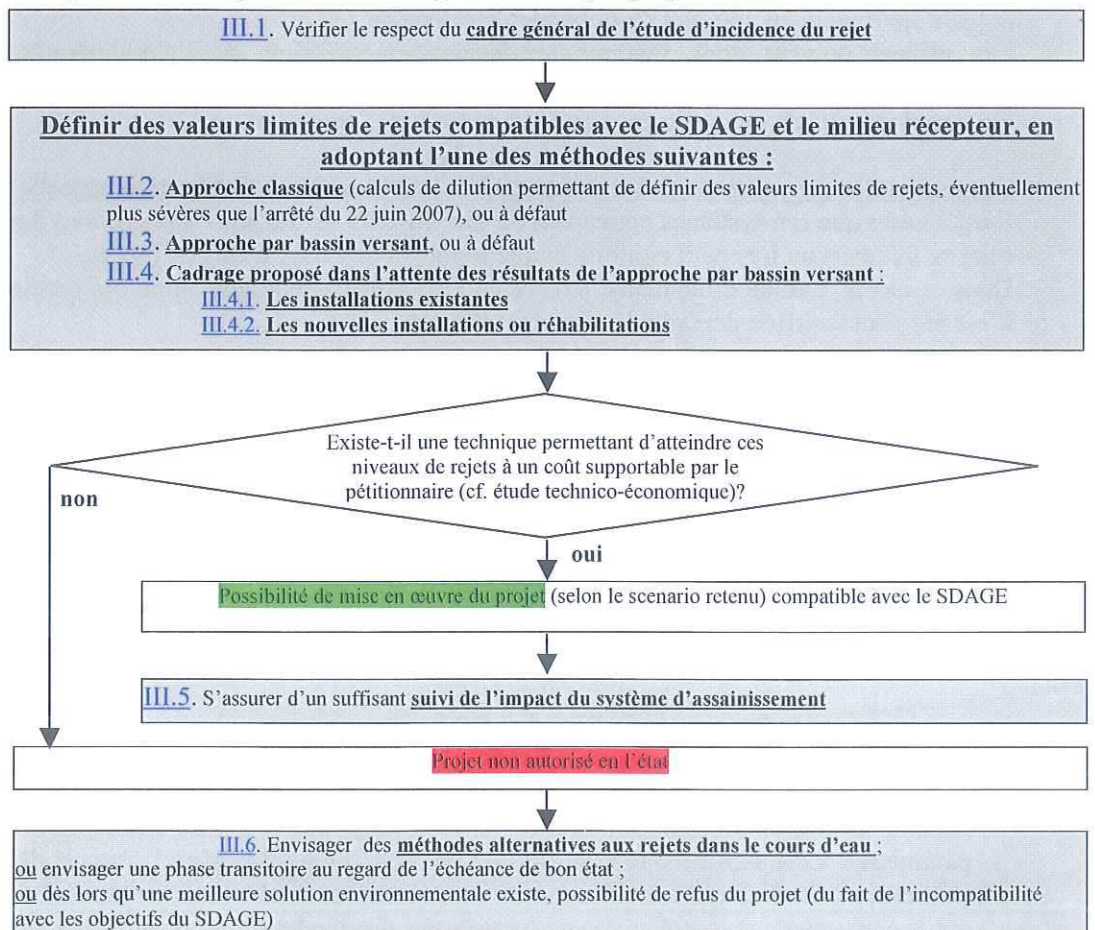 III.1. Vérifier le respect du cadre général de l'étude d'incidence du rejet
Définir des valeurs limites de rejets compatibles avec le SDAGE et le milieu récepteur, en
adoptant l'une des méthodes suivantes :
III.2. Approche classique (calculs de dilution permettant de définir des valeurs limites de rejets, éventuellement
plus sévères que l'arrêté du 22 juin 2007), ou à défaut
III.3. Approche par bassin versant, ou à défaut
III.4. Cadrage proposé dans l'attente des résultats de l'approche par bassin versant :
III.4.1. Les installations existantes
III.4.2. Les nouvelles installations ou réhabilitations
Existe-t-il une technique permettant d'atteindre ces
niveaux de rejets à un coût supportable par le
pétitionnaire (cf. étude technico-économique)?
non
oui
Possibilité de mise en œuvre du projet (selon le scenario retenu) compatible avec le SDAGE
III.5. S'assurer d'un suffisant suivi de l'impact du système d'assainissement
Projet non autorisé en l'état
III.6. Envisager des méthodes alternatives aux rejets dans le cours d'eau ;
ou envisager une phase transitoire au regard de l'échéance de bon état ;
ou dès lors qu'une meilleure solution environnementale existe, possibilité de refus du projet (du fait de l'incompatibilité
avec les objectifs du SDAGE)